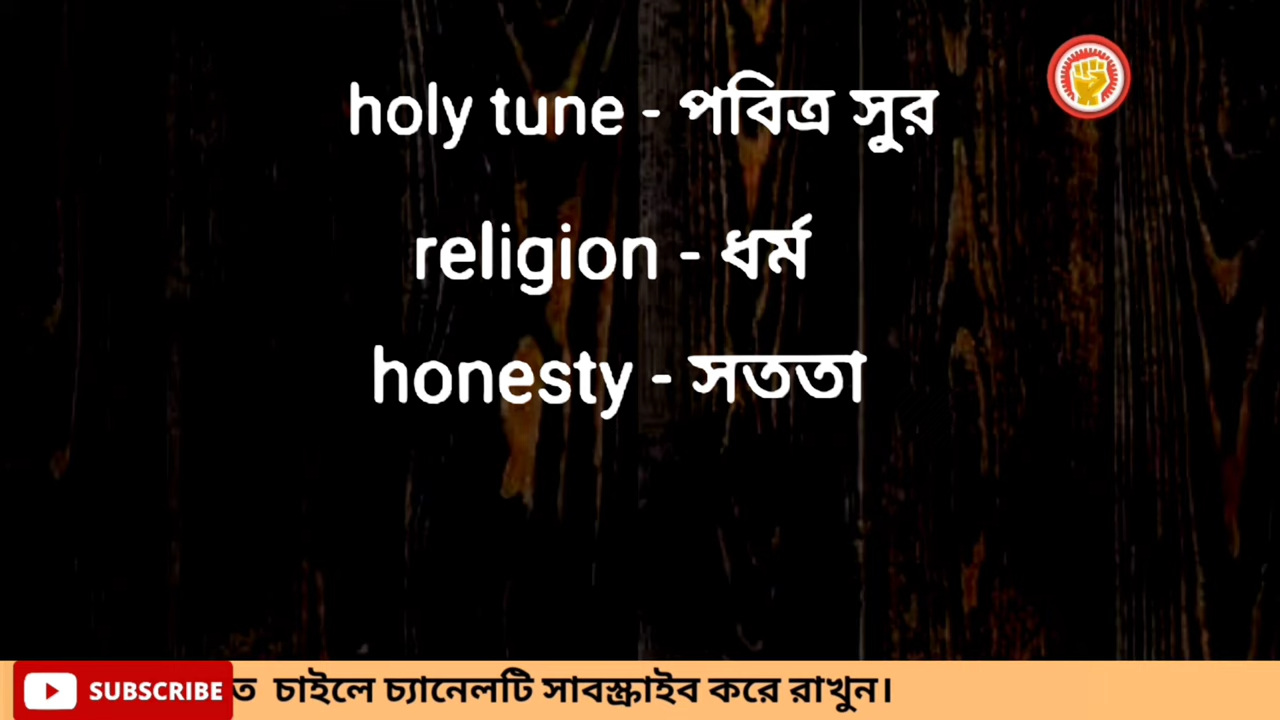 holy tune - পবিত্র সুর
religion - ধর্ম
honesty - সততা
SUBSCRIBE ত চাইলে চ্যানেলটি সাবস্ক্রাইব করে রাখুন।